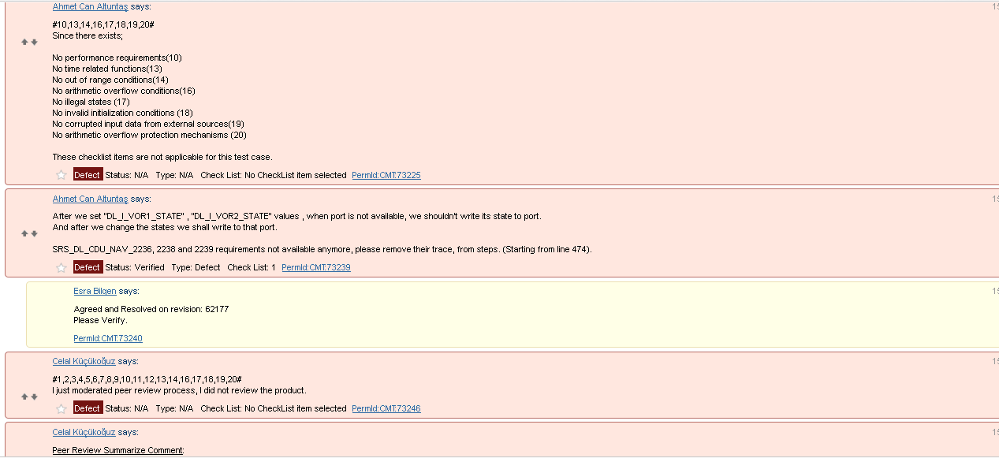 Ahmet Can Altuntaş says:
#10,13,14,16,17,18,19,20#
Since there exists;
No performance requirements(10)
No time related functions(13)
No out of range conditions(14)
No arithmetic overflow conditions(16)
No illegal states (17)
No invalid initialization conditions (18)
No corrupted input data from external sources(19)
No arithmetic overflow protection mechanisms (20)
These checklist items are not applicable for this test case.
Defect Status: N/A Type: N/A Check List: No CheckList item selected PermId:CMT:73225
Ahmet Can Altuntaş says:
After we set "DL_I_VOR1_STATE" , "DL_I_VOR2_STATE" values , when port is not available, we shouldn't write its state to port.
And after we change the states we shall write to that port.
SRS_DL_CDU_NAV_2236, 2238 and 2239 requirements not available anymore, please remove their trace, from steps. (Starting from line 474).
Defect Status: Verified Type: Defect Check List: 1 PermId:CMT:73239
Esra Bilgen says:
Agreed and Resolved on revision: 62177
Please Verify.
PermId:CMT:73240
Celal Küçükoğuz says:
#1,2,3,4,5,6,7,8,9,10,11,12,13,14,16,17,18,19,20#
I just moderated peer review process, I did not review the product.
Defect Status: N/A Type: N/A Check List: No CheckList item selected PermId:CMT:73246
Celal Küçükoğuz says:
Peer Review Summarize Comment: